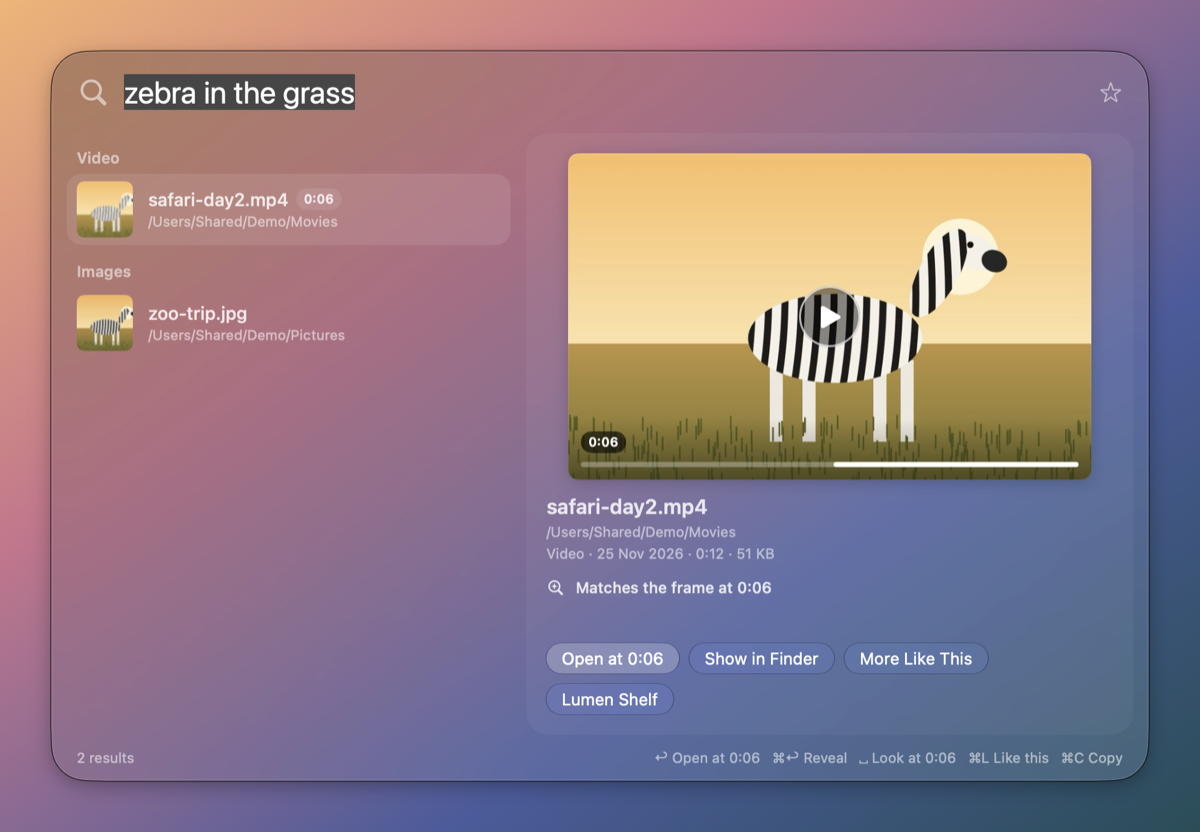 zebra in the grass
Video
safari-day2.mp4 0:06
/Users/Shared/Demo/Movies
Images
zoo-trip.jpg
/Users/Shared/Demo/Pictures
0:06
safari-day2.mp4
/Users/Shared/Demo/Movies
Video · 25 Nov 2026 · 0:12 · 51 KB
Matches the frame at 0:06
Open at 0:06 Show in Finder More Like This
Lumen Shelf
2 results
↩ Open at 0:06 ⌘↩ Reveal ⎵ Look at 0:06 ⌘L Like this ⌘C Copy